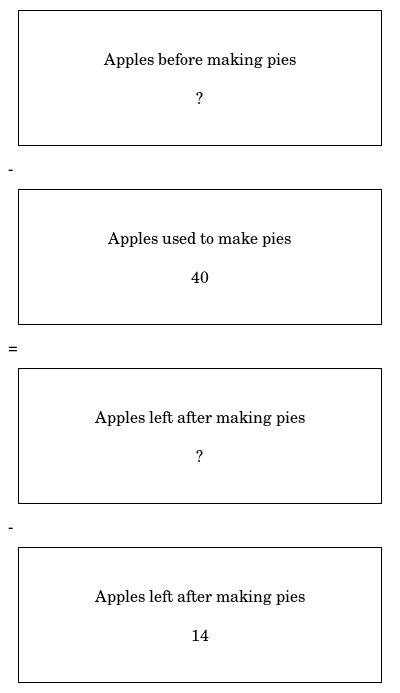 Apples before making pies
?
-
Apples used to make pies
40
=
Apples left after making pies
?
-
Apples left after making pies
14